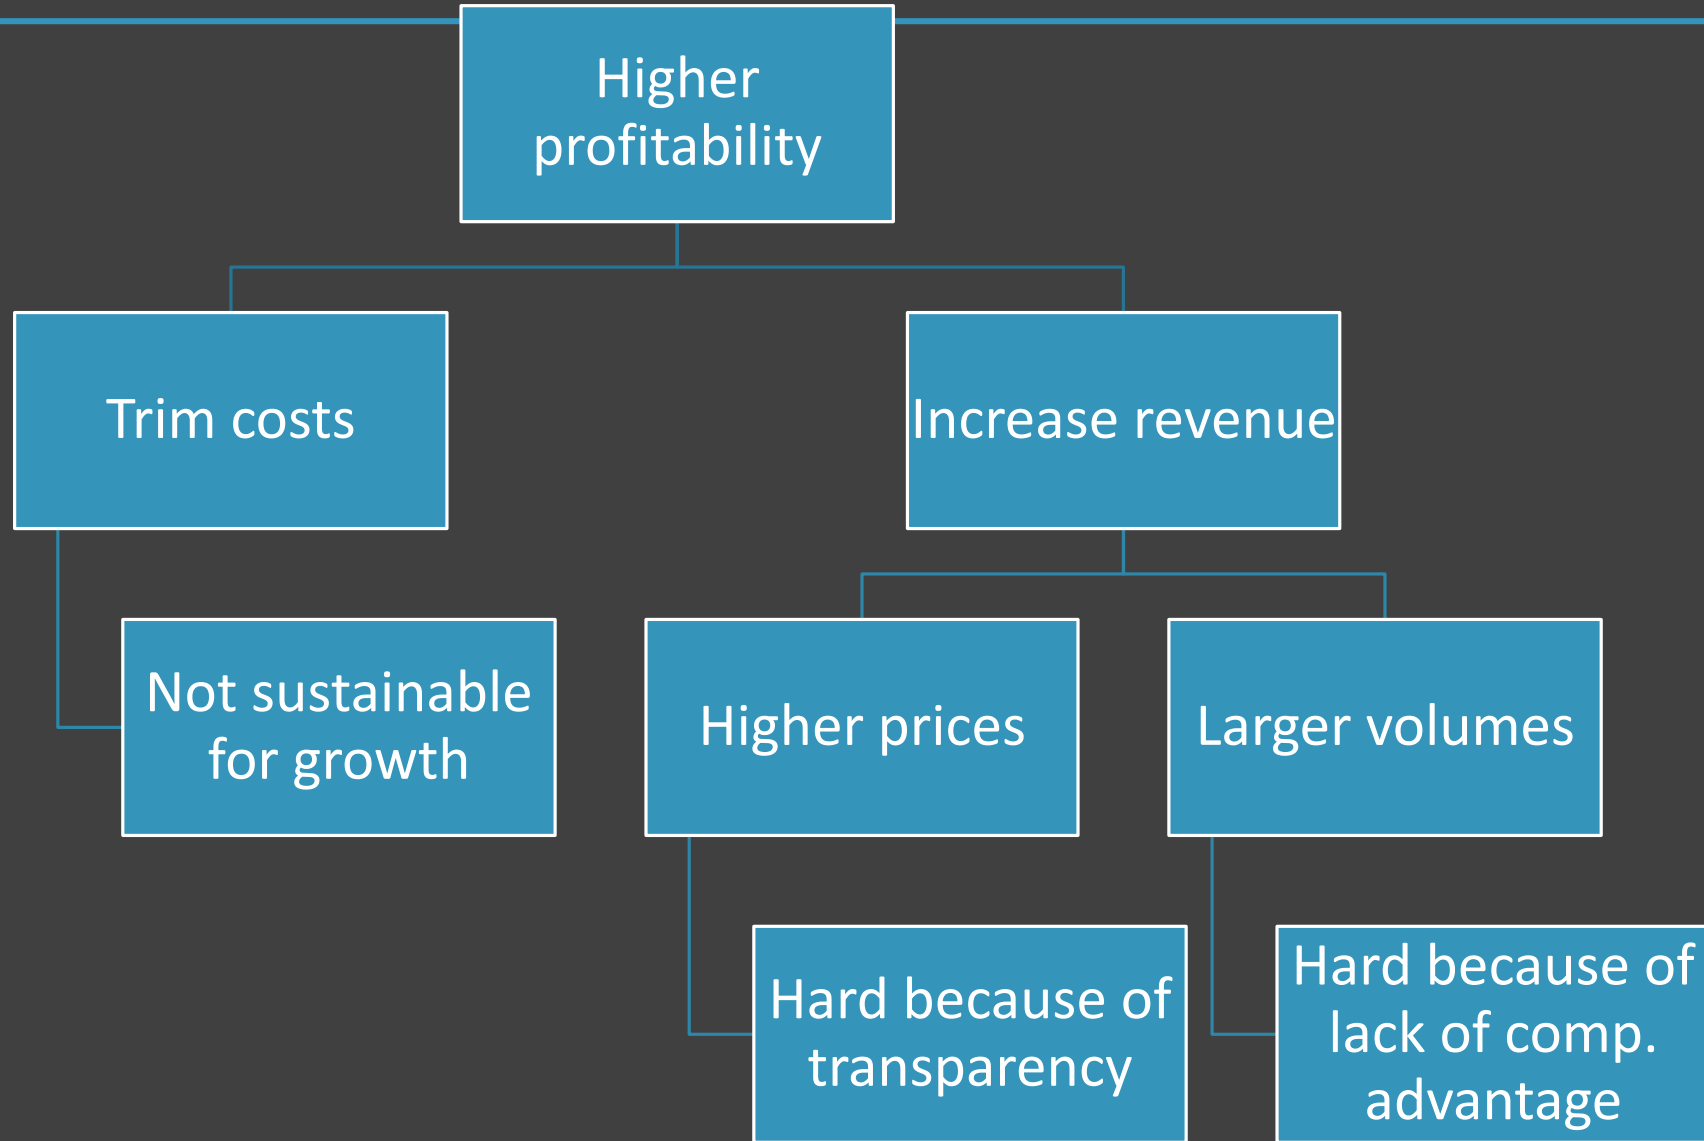 Higher
profitability
Trim costs
Increase revenue
Not sustainable
for growth
Higher prices
Larger volumes
Hard because of
transparency
Hard because of
lack of comp.
advantage